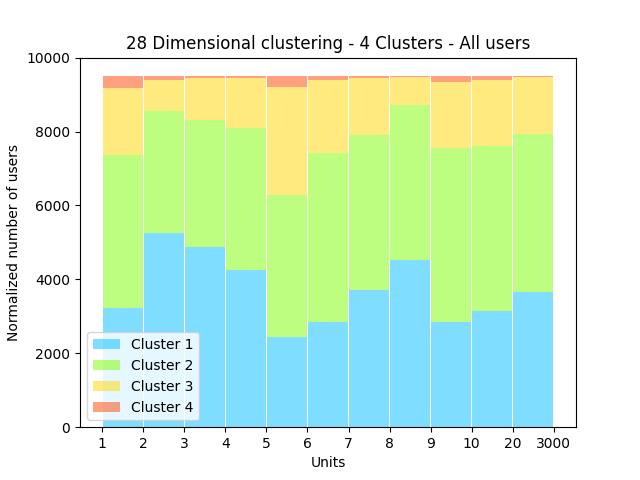 28 Dimensional clustering - 4 Clusters - All users
Normalized number of users
10000
8000
6000
4000
2000
0
Cluster 1
Cluster 2
Cluster 3
Cluster 4
1 2 3 4 5 6 7 8 9 10 20 3000
Units